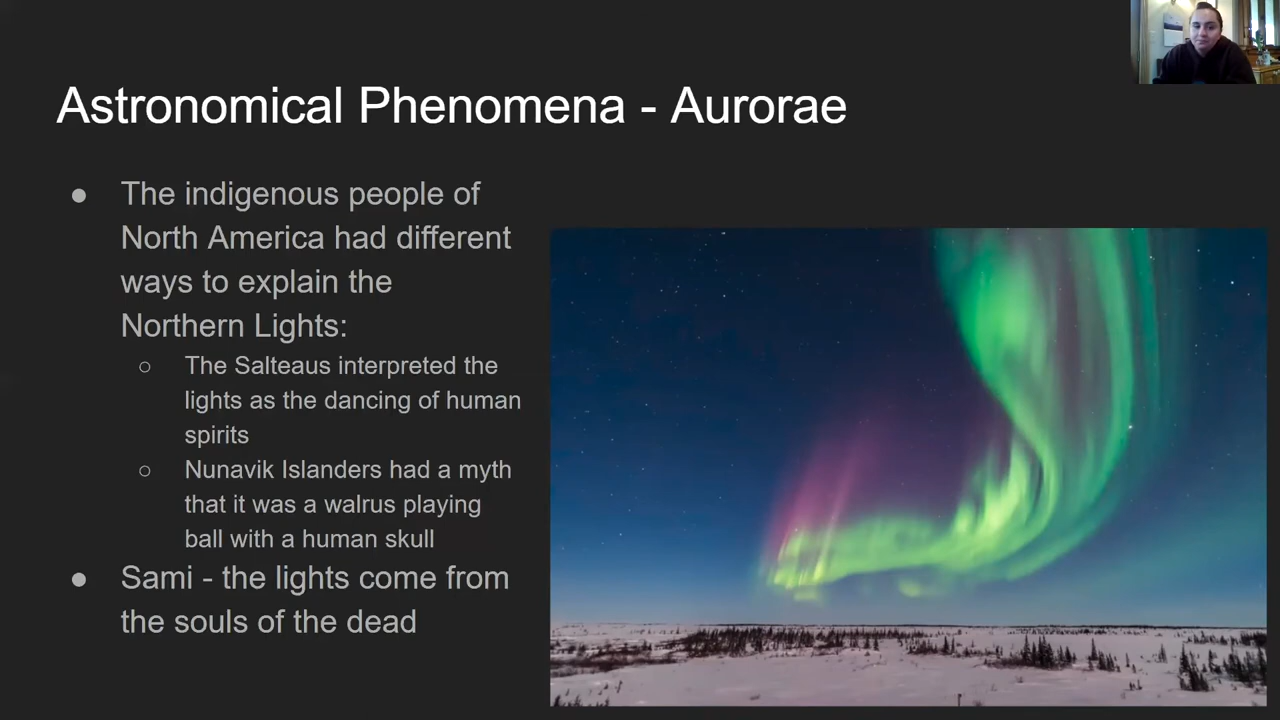 Astronomical Phenomena - Aurorae
● The indigenous people of
North America had different
ways to explain the
Northern Lights:
○ The Salteaus interpreted the
lights as the dancing of human
spirits
○ Nunavik Islanders had a myth
that it was a walrus playing
ball with a human skull
● Sami - the lights come from
the souls of the dead